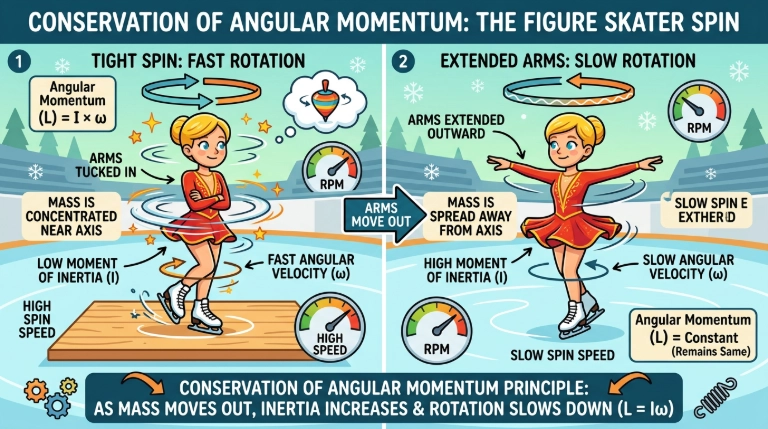 CONSERVATION OF ANGULAR MOMENTUM: THE FIGURE SKATER SPIN
1
TIGHT SPIN: FAST ROTATION
Angular
Momentum
(L) = I × ω
ARMS
TUCKED IN
RPM
MASS IS
CONCENTRATED
NEAR AXIS
LOW MOMENT
OF INERTIA (I)
FAST ANGULAR
VELOCITY (ω)
HIGH
SPIN
SPEED
HIGH
SPEED
ARMS
MOVE OUT
2
EXTENDED ARMS: SLOW ROTATION
ARMS EXTENDED
OUTWARD
RPM
MASS IS
SPREAD AWAY
FROM AXIS
SLOW SPIN E
HIGH MOMENT
OF INERTIA (I)
SLOW ANGULAR
VELOCITY (ω)
RPM
SLOW SPIN SPEED
Angular Momentum
(L) = Constant
(Remains Same)
CONSERVATION OF ANGULAR MOMENTUM PRINCIPLE:
AS MASS MOVES OUT, INERTIA INCREASES & ROTATION SLOWS DOWN (L = Iω)